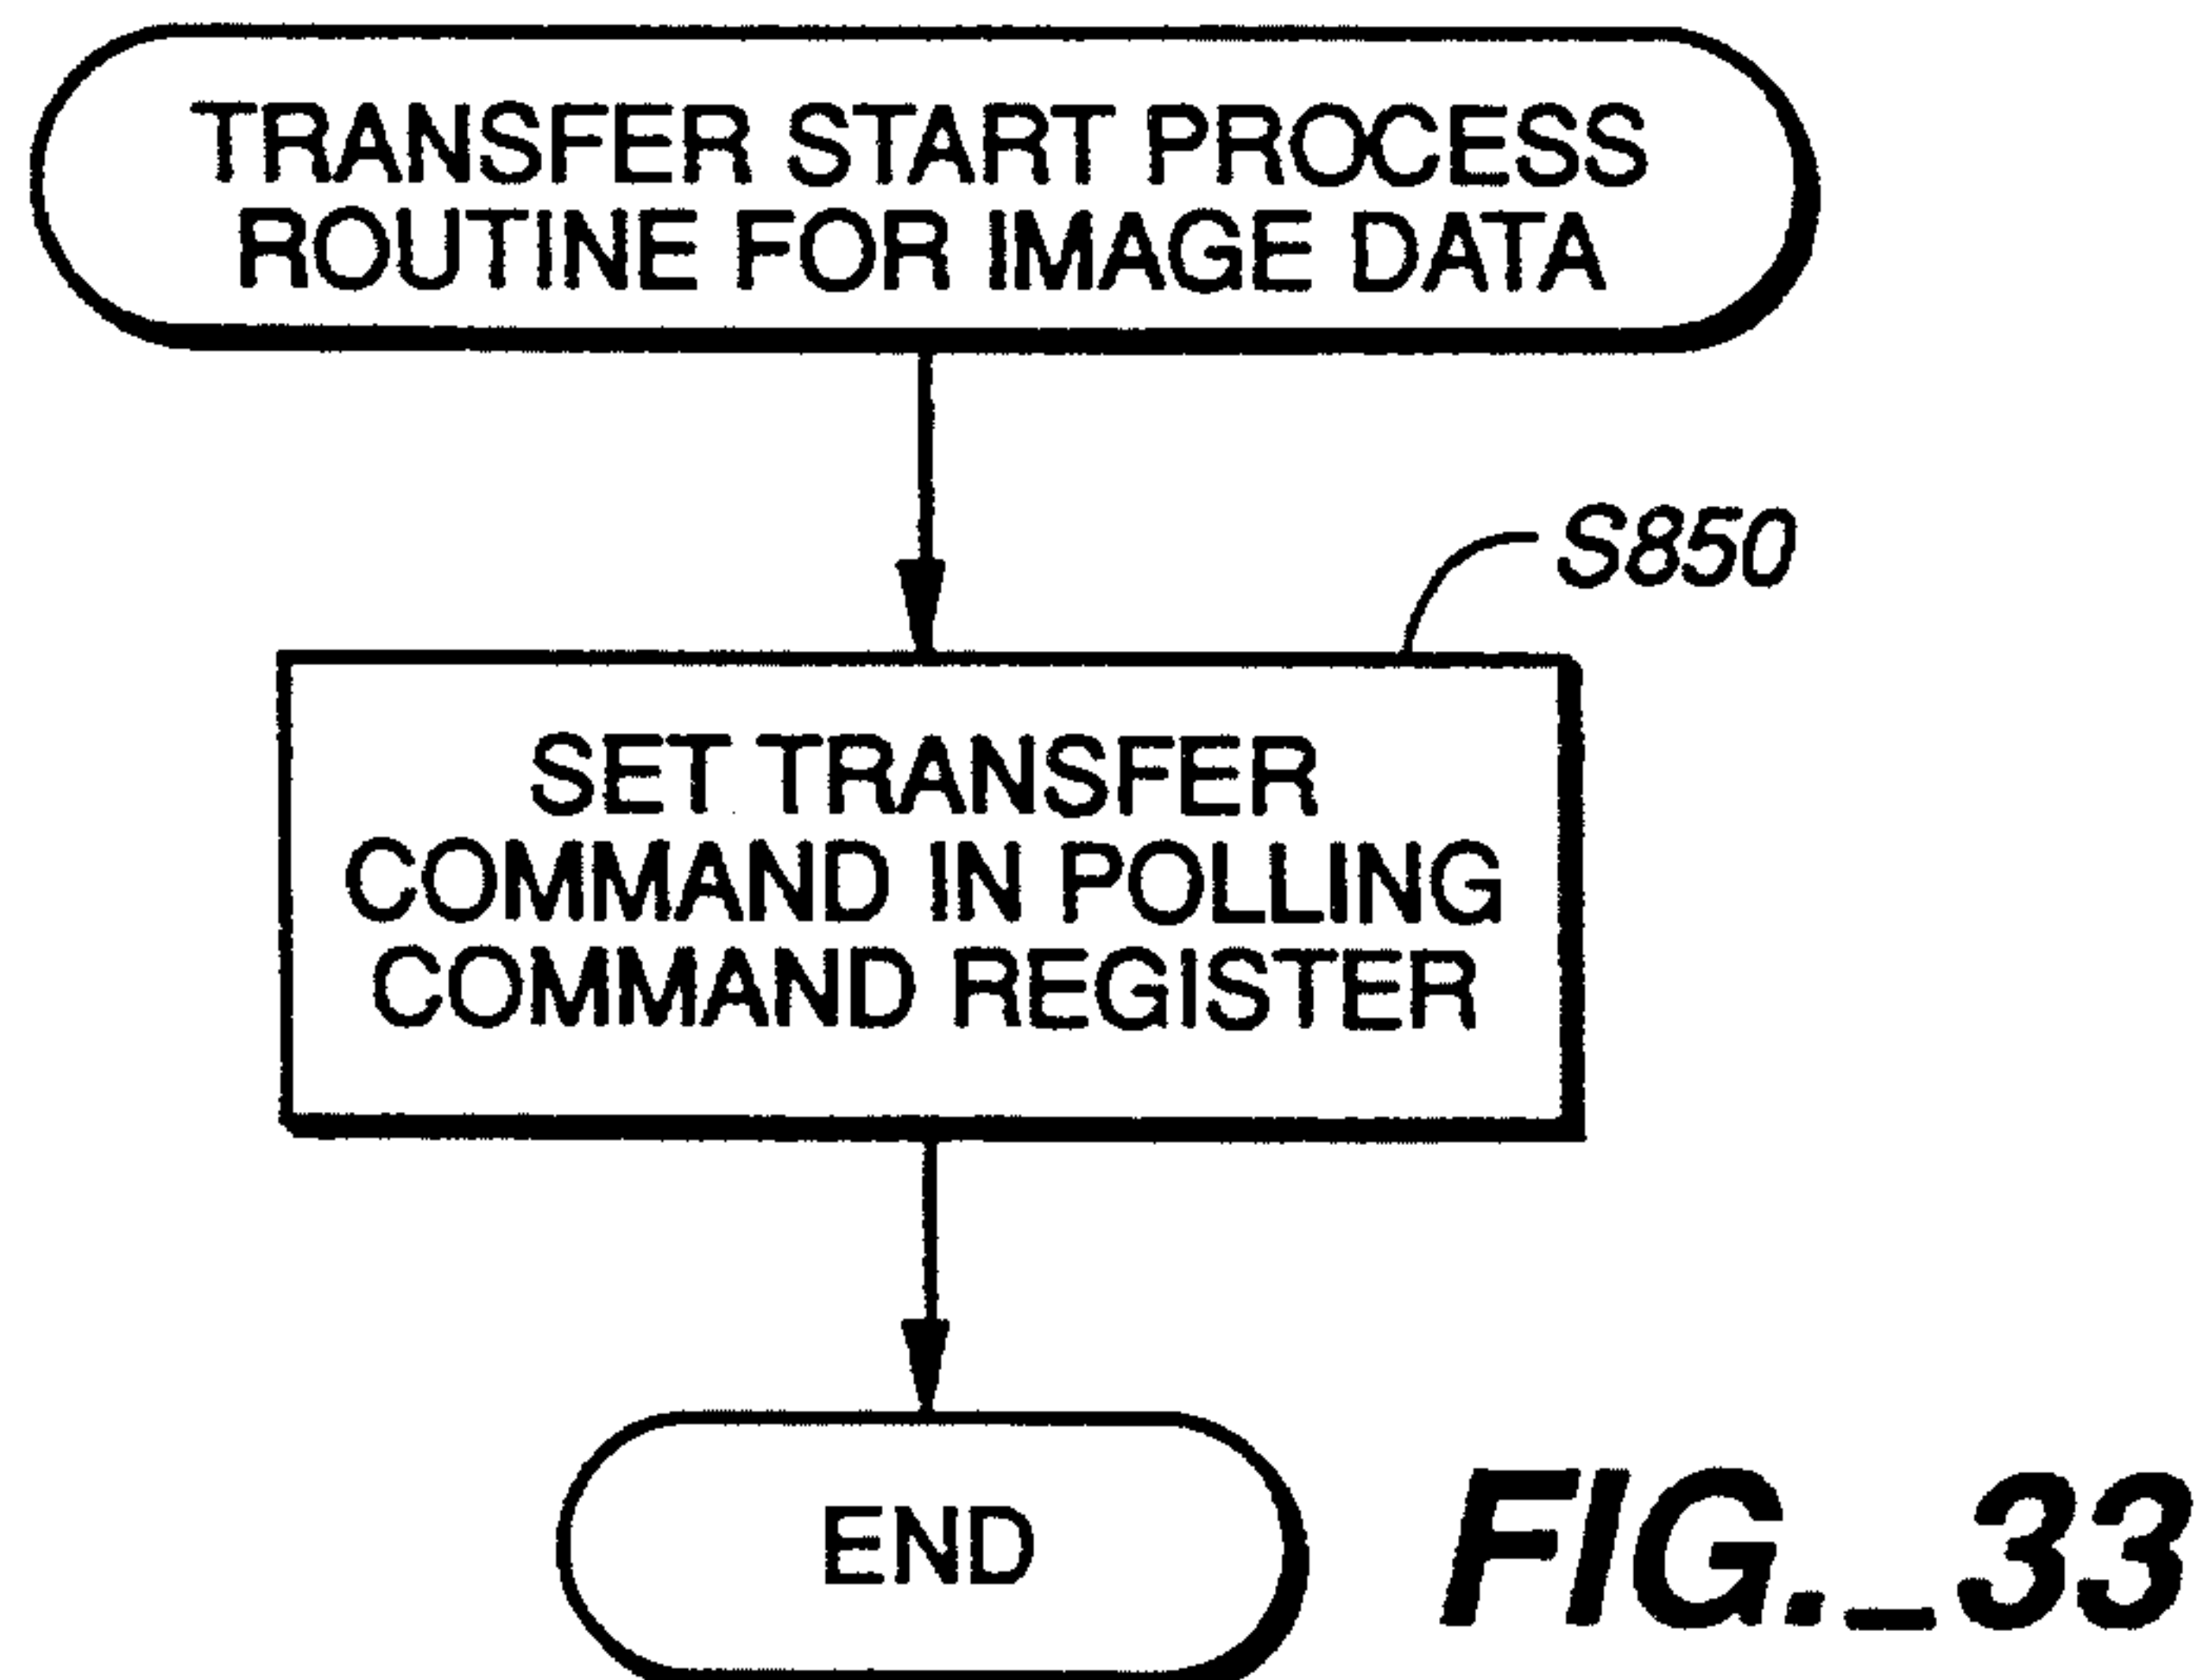 TRANSFER START PROCESS
ROUTINE FOR IMAGE DATA
S850
SET TRANSFER
COMMAND IN POLLING
COMMAND REGISTER
END
FIG._33